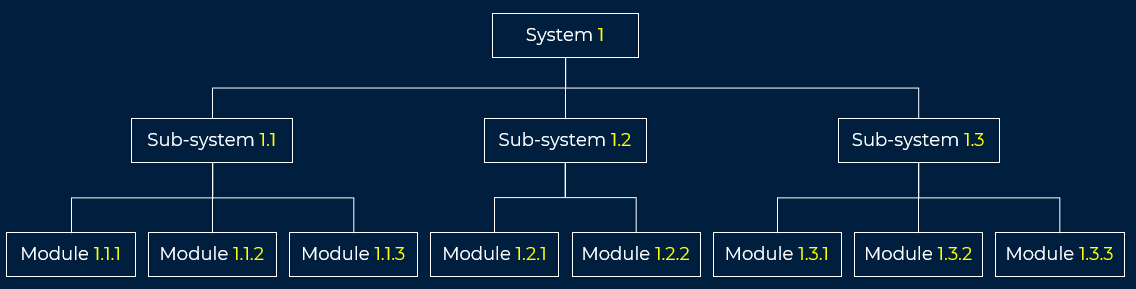 System 1
Sub-system 1.1
Sub-system 1.2
Sub-system 1.3
Module 1.1.1
Module 1.1.2
Module 1.1.3
Module 1.2.1
Module 1.2.2
Module 1.3.1
Module 1.3.2
Module 1.3.3